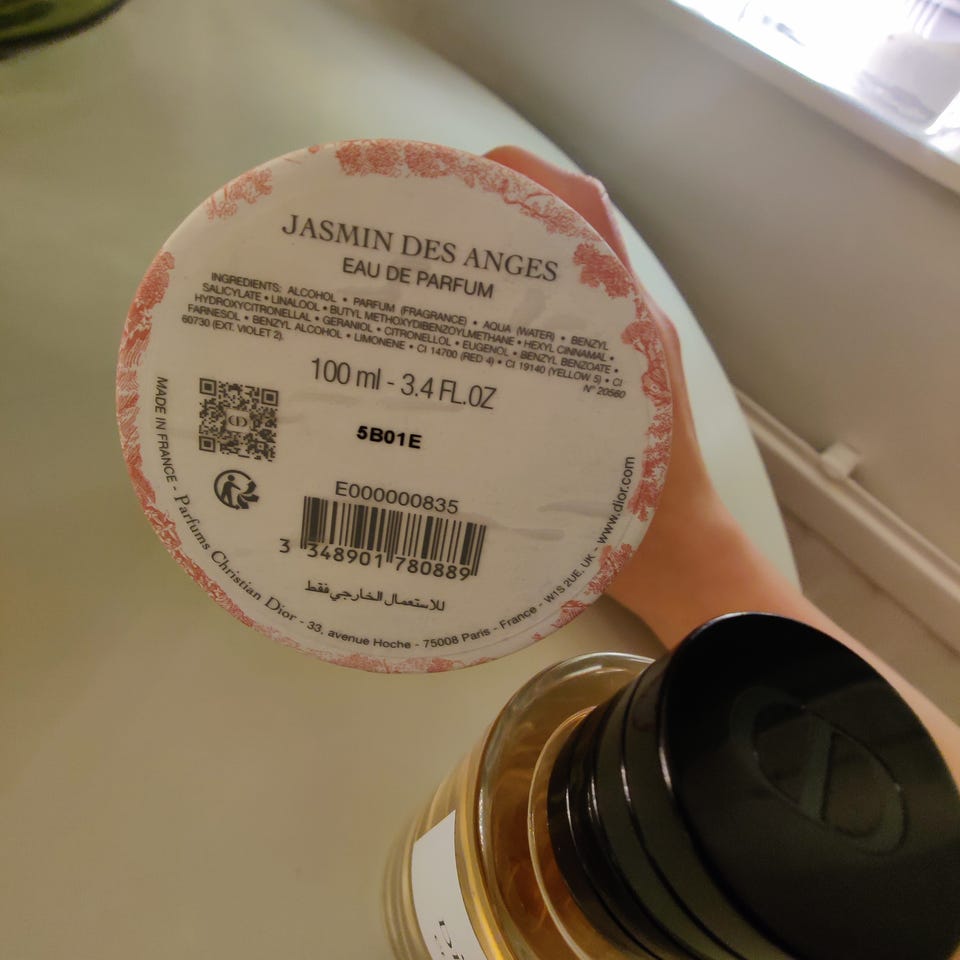 JASMIN DES ANGES
EAU DE PARFUM
INGREDIENTS: ALCOHOL • PARFUM (FRAGRANCE) • AQUA (WATER) • BENZYL
SALICYLATE • LINALOOL • BUTYL METHOXYDIBENZOYLMETHANE • HEXYL CINNAMAL •
HYDROXYCITRONELLAL • GERANIOL • CITRONELLOL • EUGENOL • BENZYL BENZOATE •
FARNESOL • BENZYL ALCOHOL • LIMONENE • CI 14700 (RED 4) • CI 19140 (YELLOW 5) • CI
60730 (EXT. VIOLET 2).
N° 20580
100 ml - 3.4 FL.OZ
5B01E
E000000835
3 348901 780889
للاستعمال الخارجي فقط
MADE IN FRANCE - Parfums Christian Dior - 33, avenue Hoche - 75008 Paris - France - W1S 2UE, UK - www.dior.com